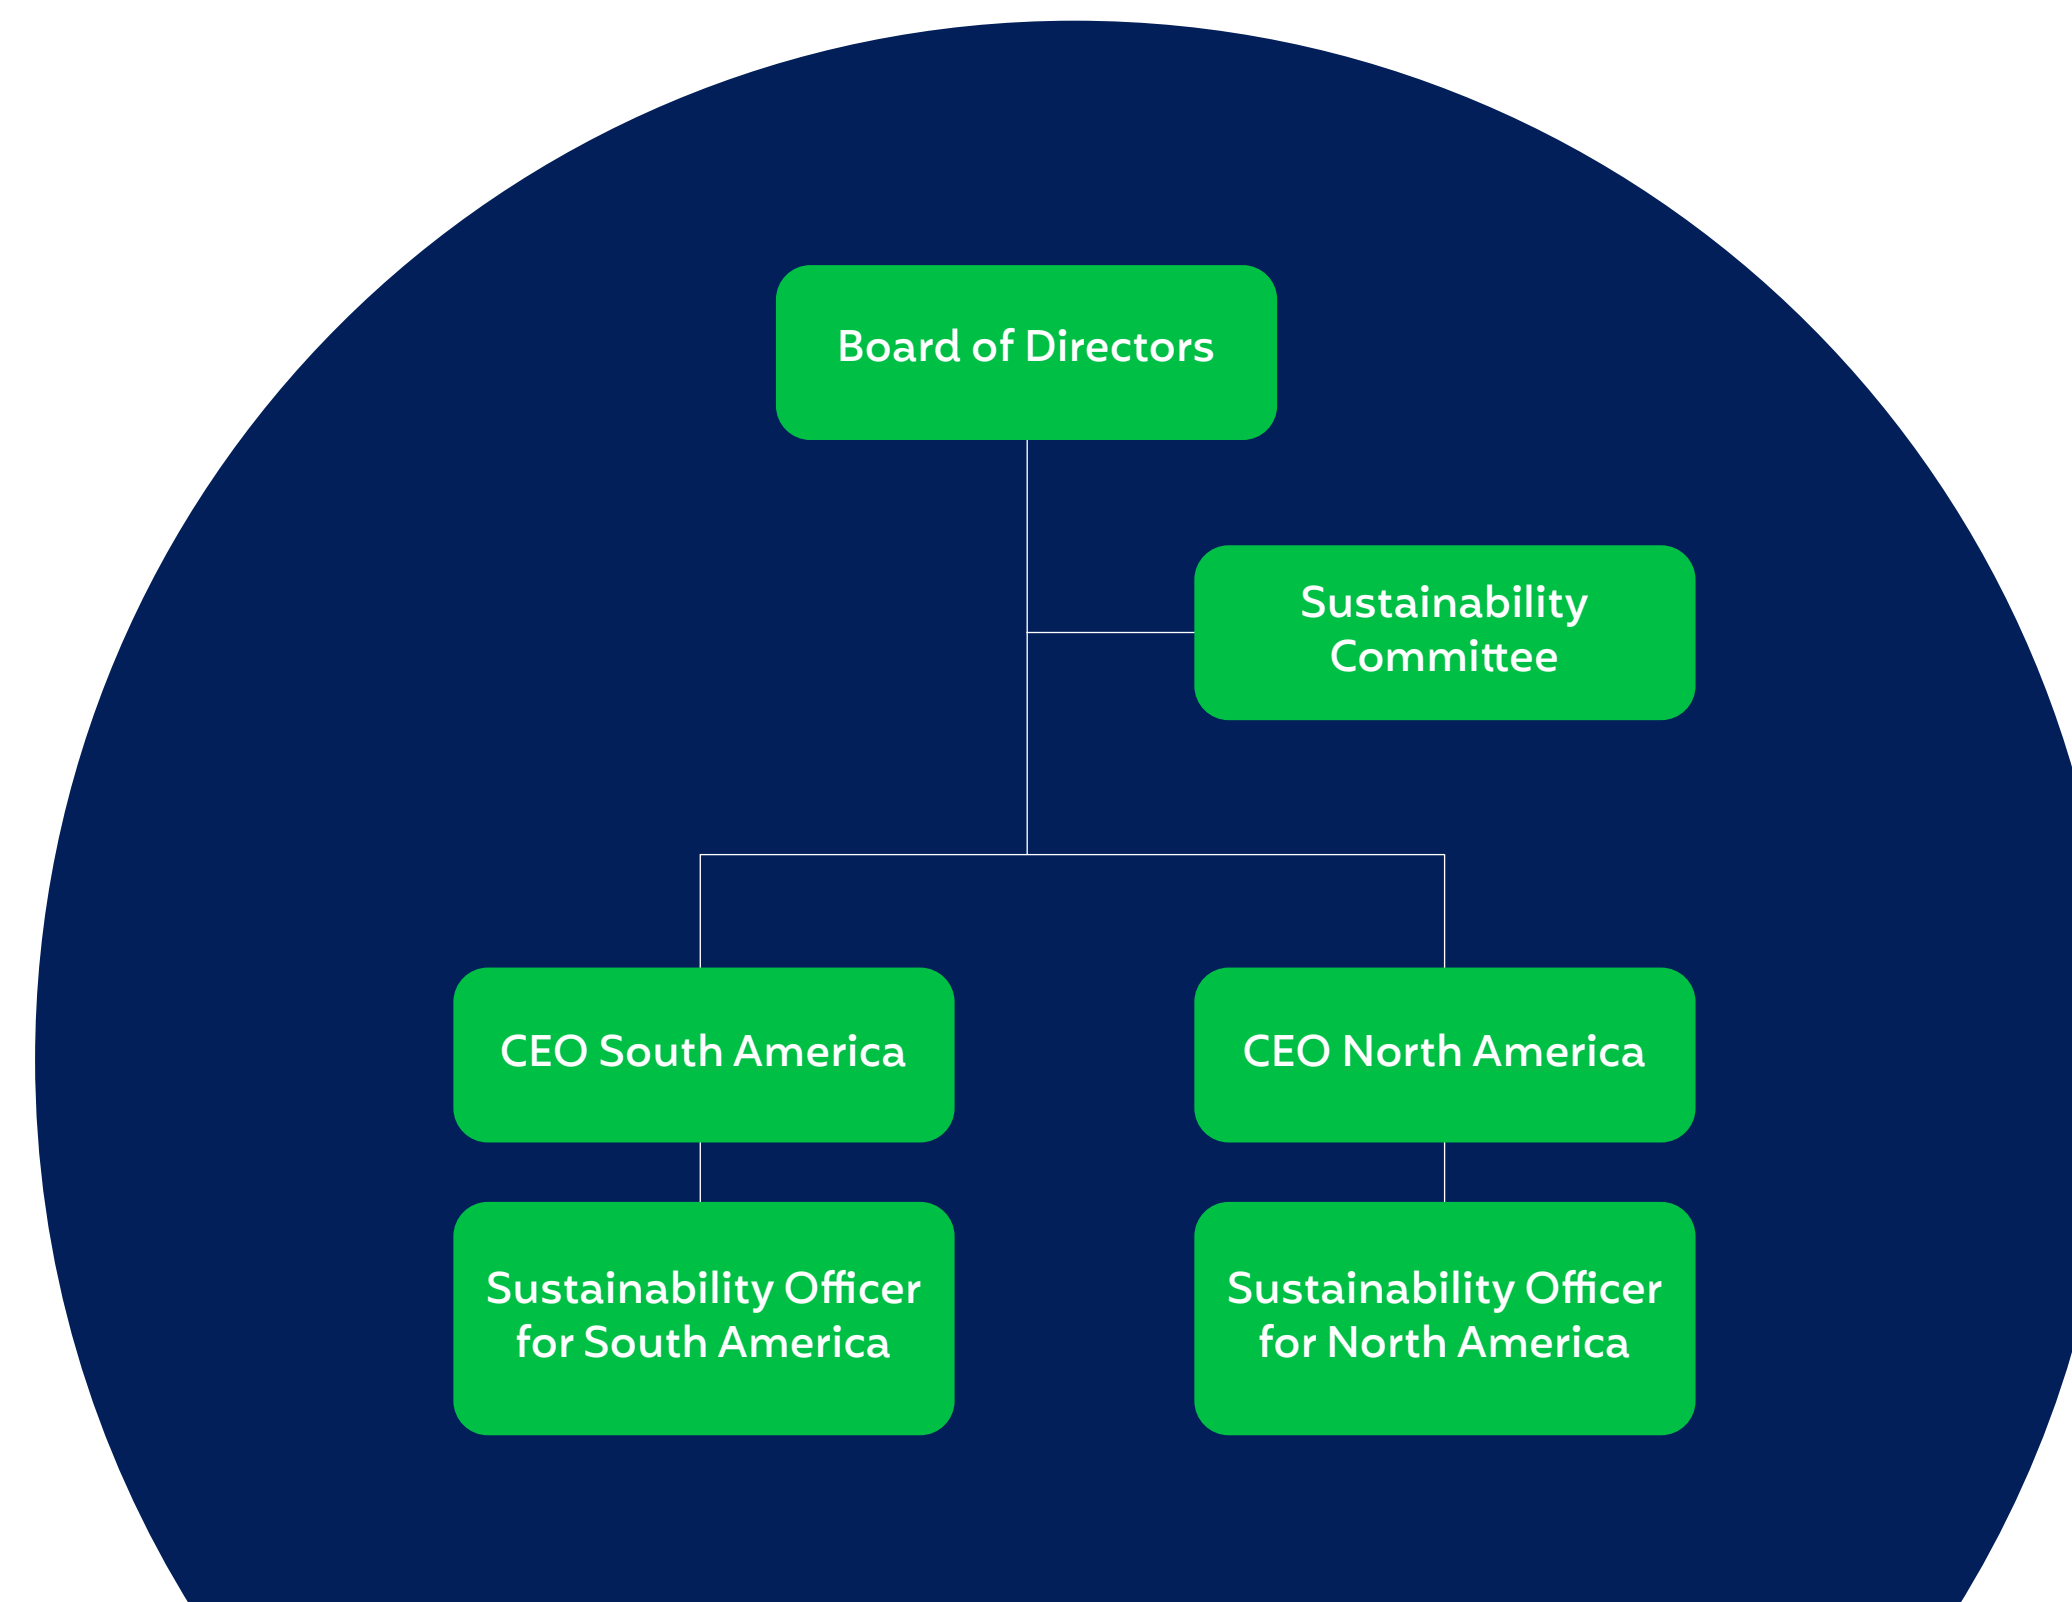 Board of Directors
Sustainability
Committee
CEO South America
CEO North America
Sustainability Officer
for South America
Sustainability Officer
for North America